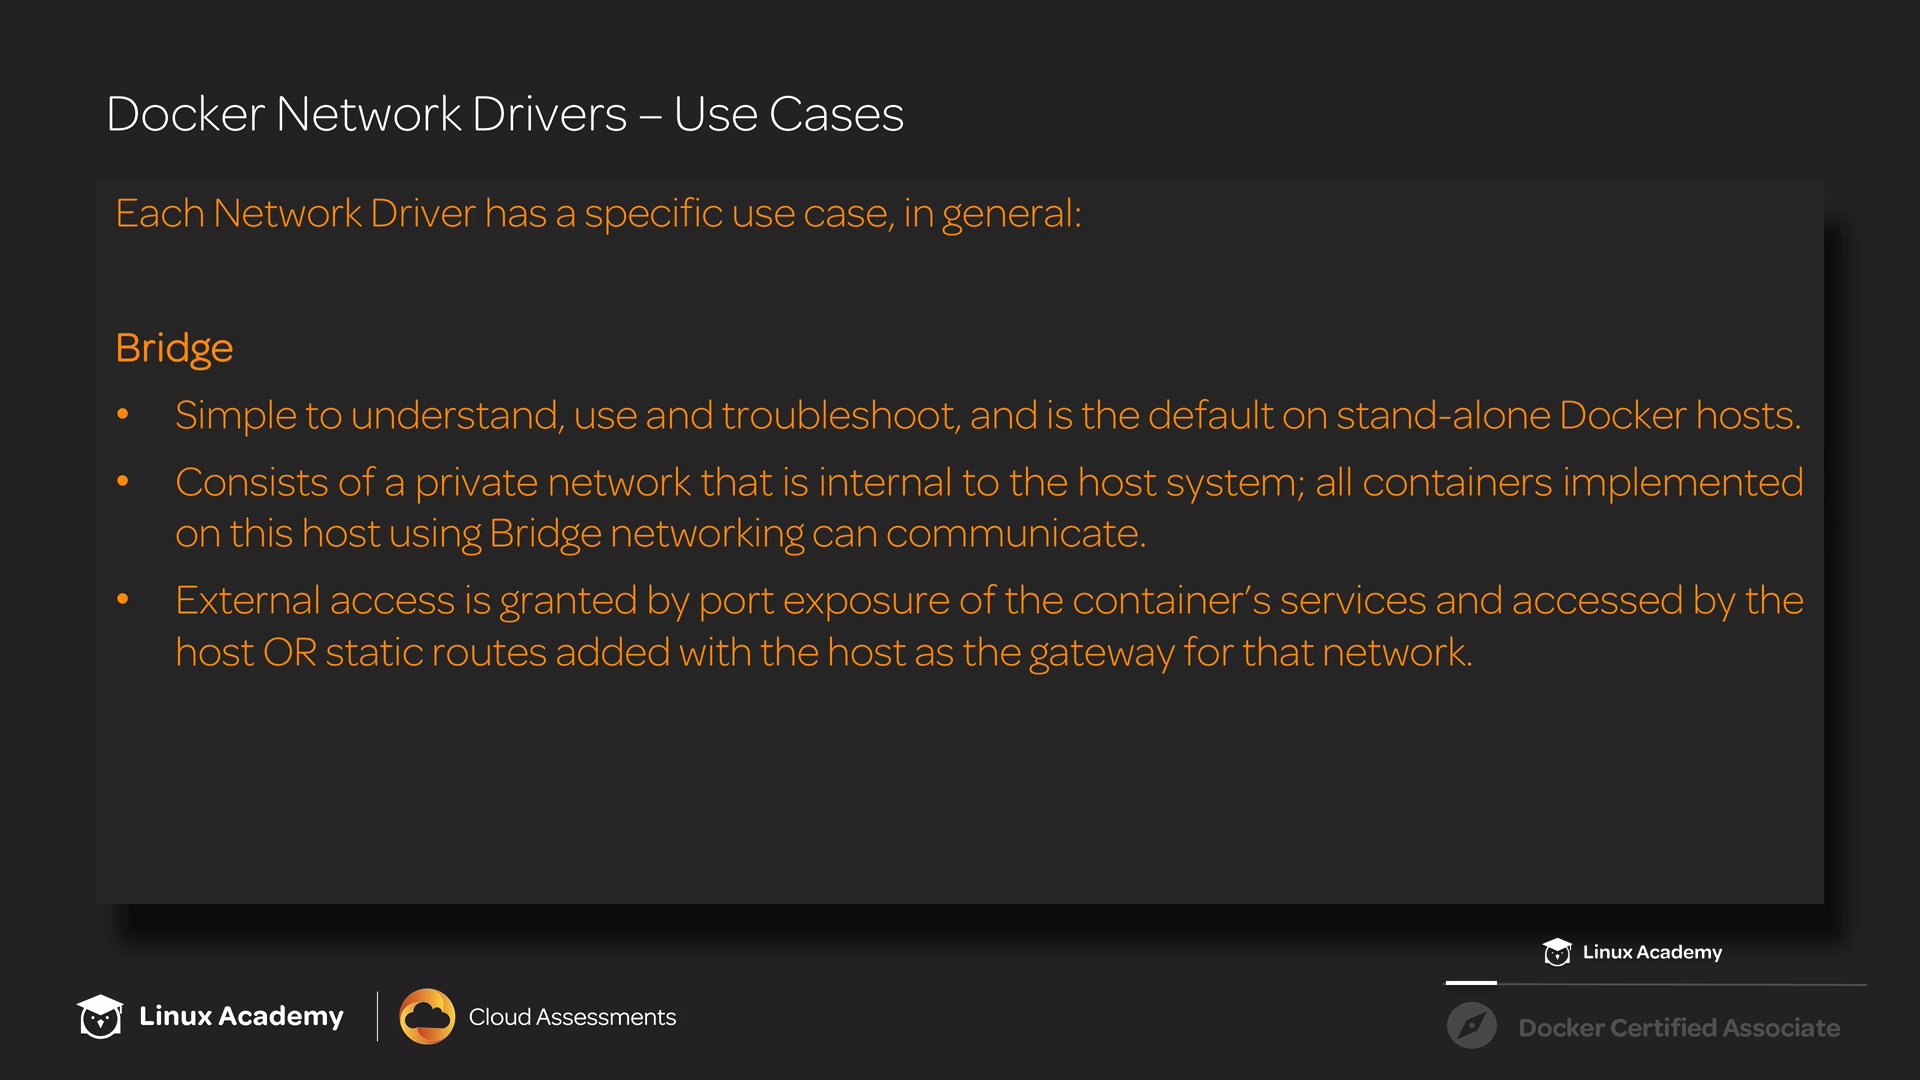 Docker Network Drivers – Use Cases
Each Network Driver has a specific use case, in general:
Bridge
• Simple to understand, use and troubleshoot, and is the default on stand-alone Docker hosts.
• Consists of a private network that is internal to the host system; all containers implemented
on this host using Bridge networking can communicate.
• External access is granted by port exposure of the container’s services and accessed by the
host OR static routes added with the host as the gateway for that network.
Linux Academy
Linux Academy
Cloud Assessments
Docker Certified Associate